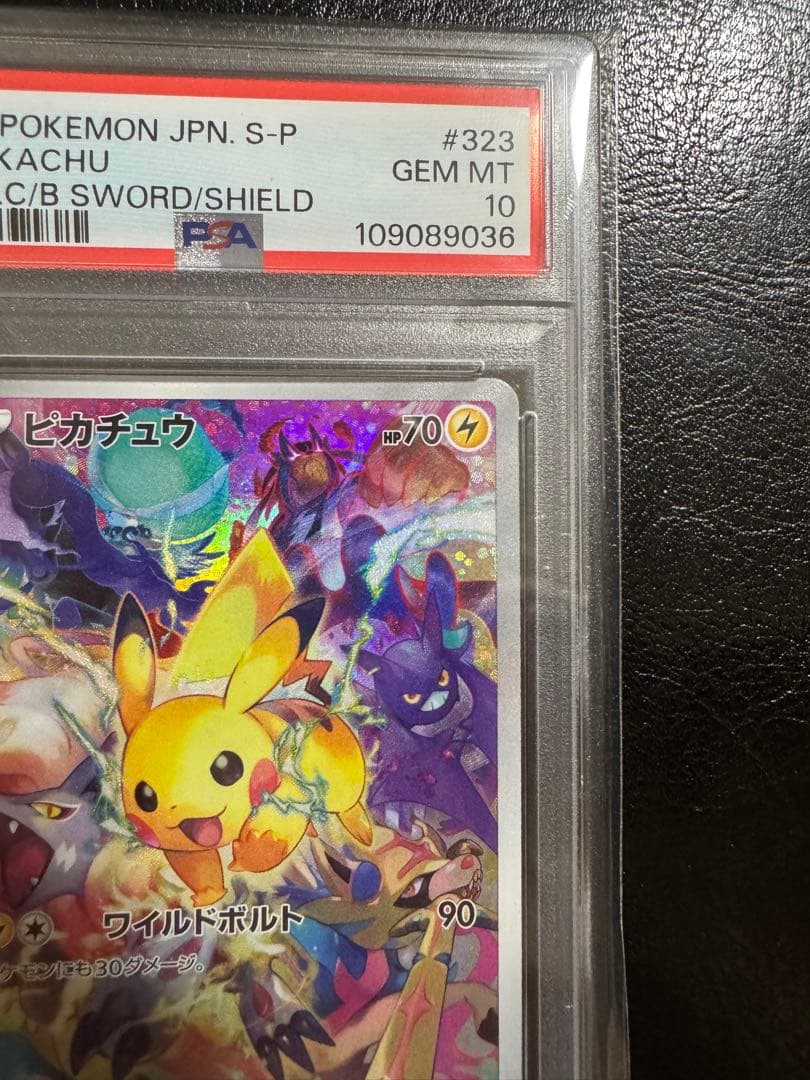 POKEMON JPN. S-P #323
KACHU GEM MT
C/B SWORD/SHIELD 10
PSA 109089036
ピカチュウ HP70
ワイルドボルト 90
ケモンにも30ダメージ。